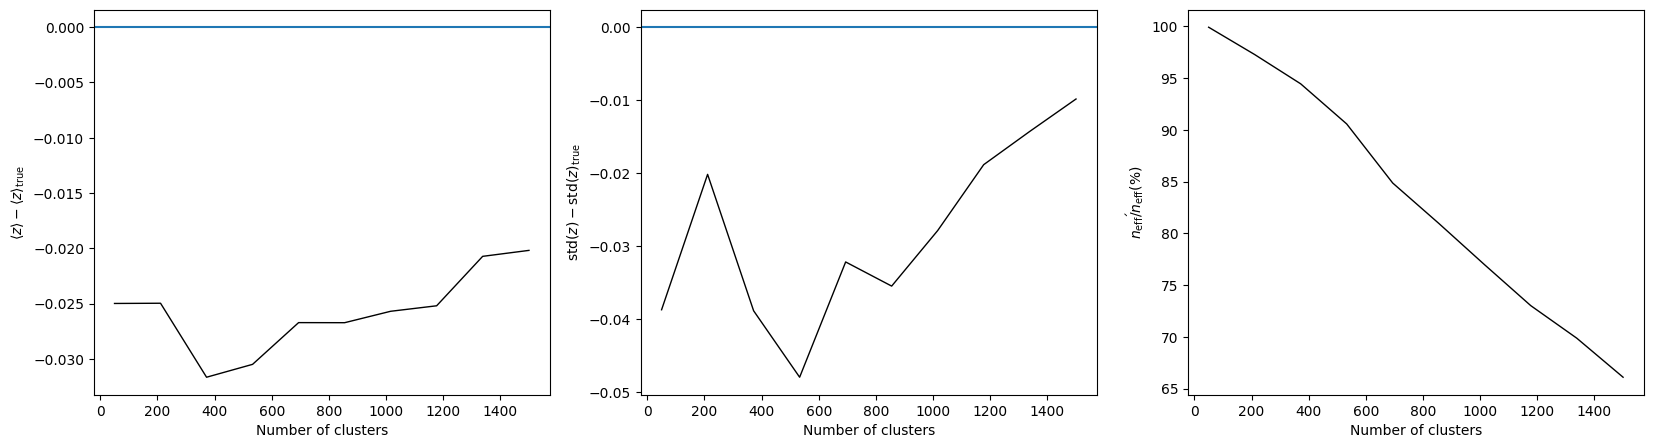 0.000
−0.005
−0.010
−0.015
−0.020
−0.025
−0.030
⟨z⟩ − ⟨z⟩true
0 200 400 600 800 1000 1200 1400
Number of clusters
0.00
−0.01
−0.02
−0.03
−0.04
−0.05
std(z) − std(z)true
0 200 400 600 800 1000 1200 1400
Number of clusters
100
95
90
85
80
75
70
65
n′eff/neff(%)
0 200 400 600 800 1000 1200 1400
Number of clusters